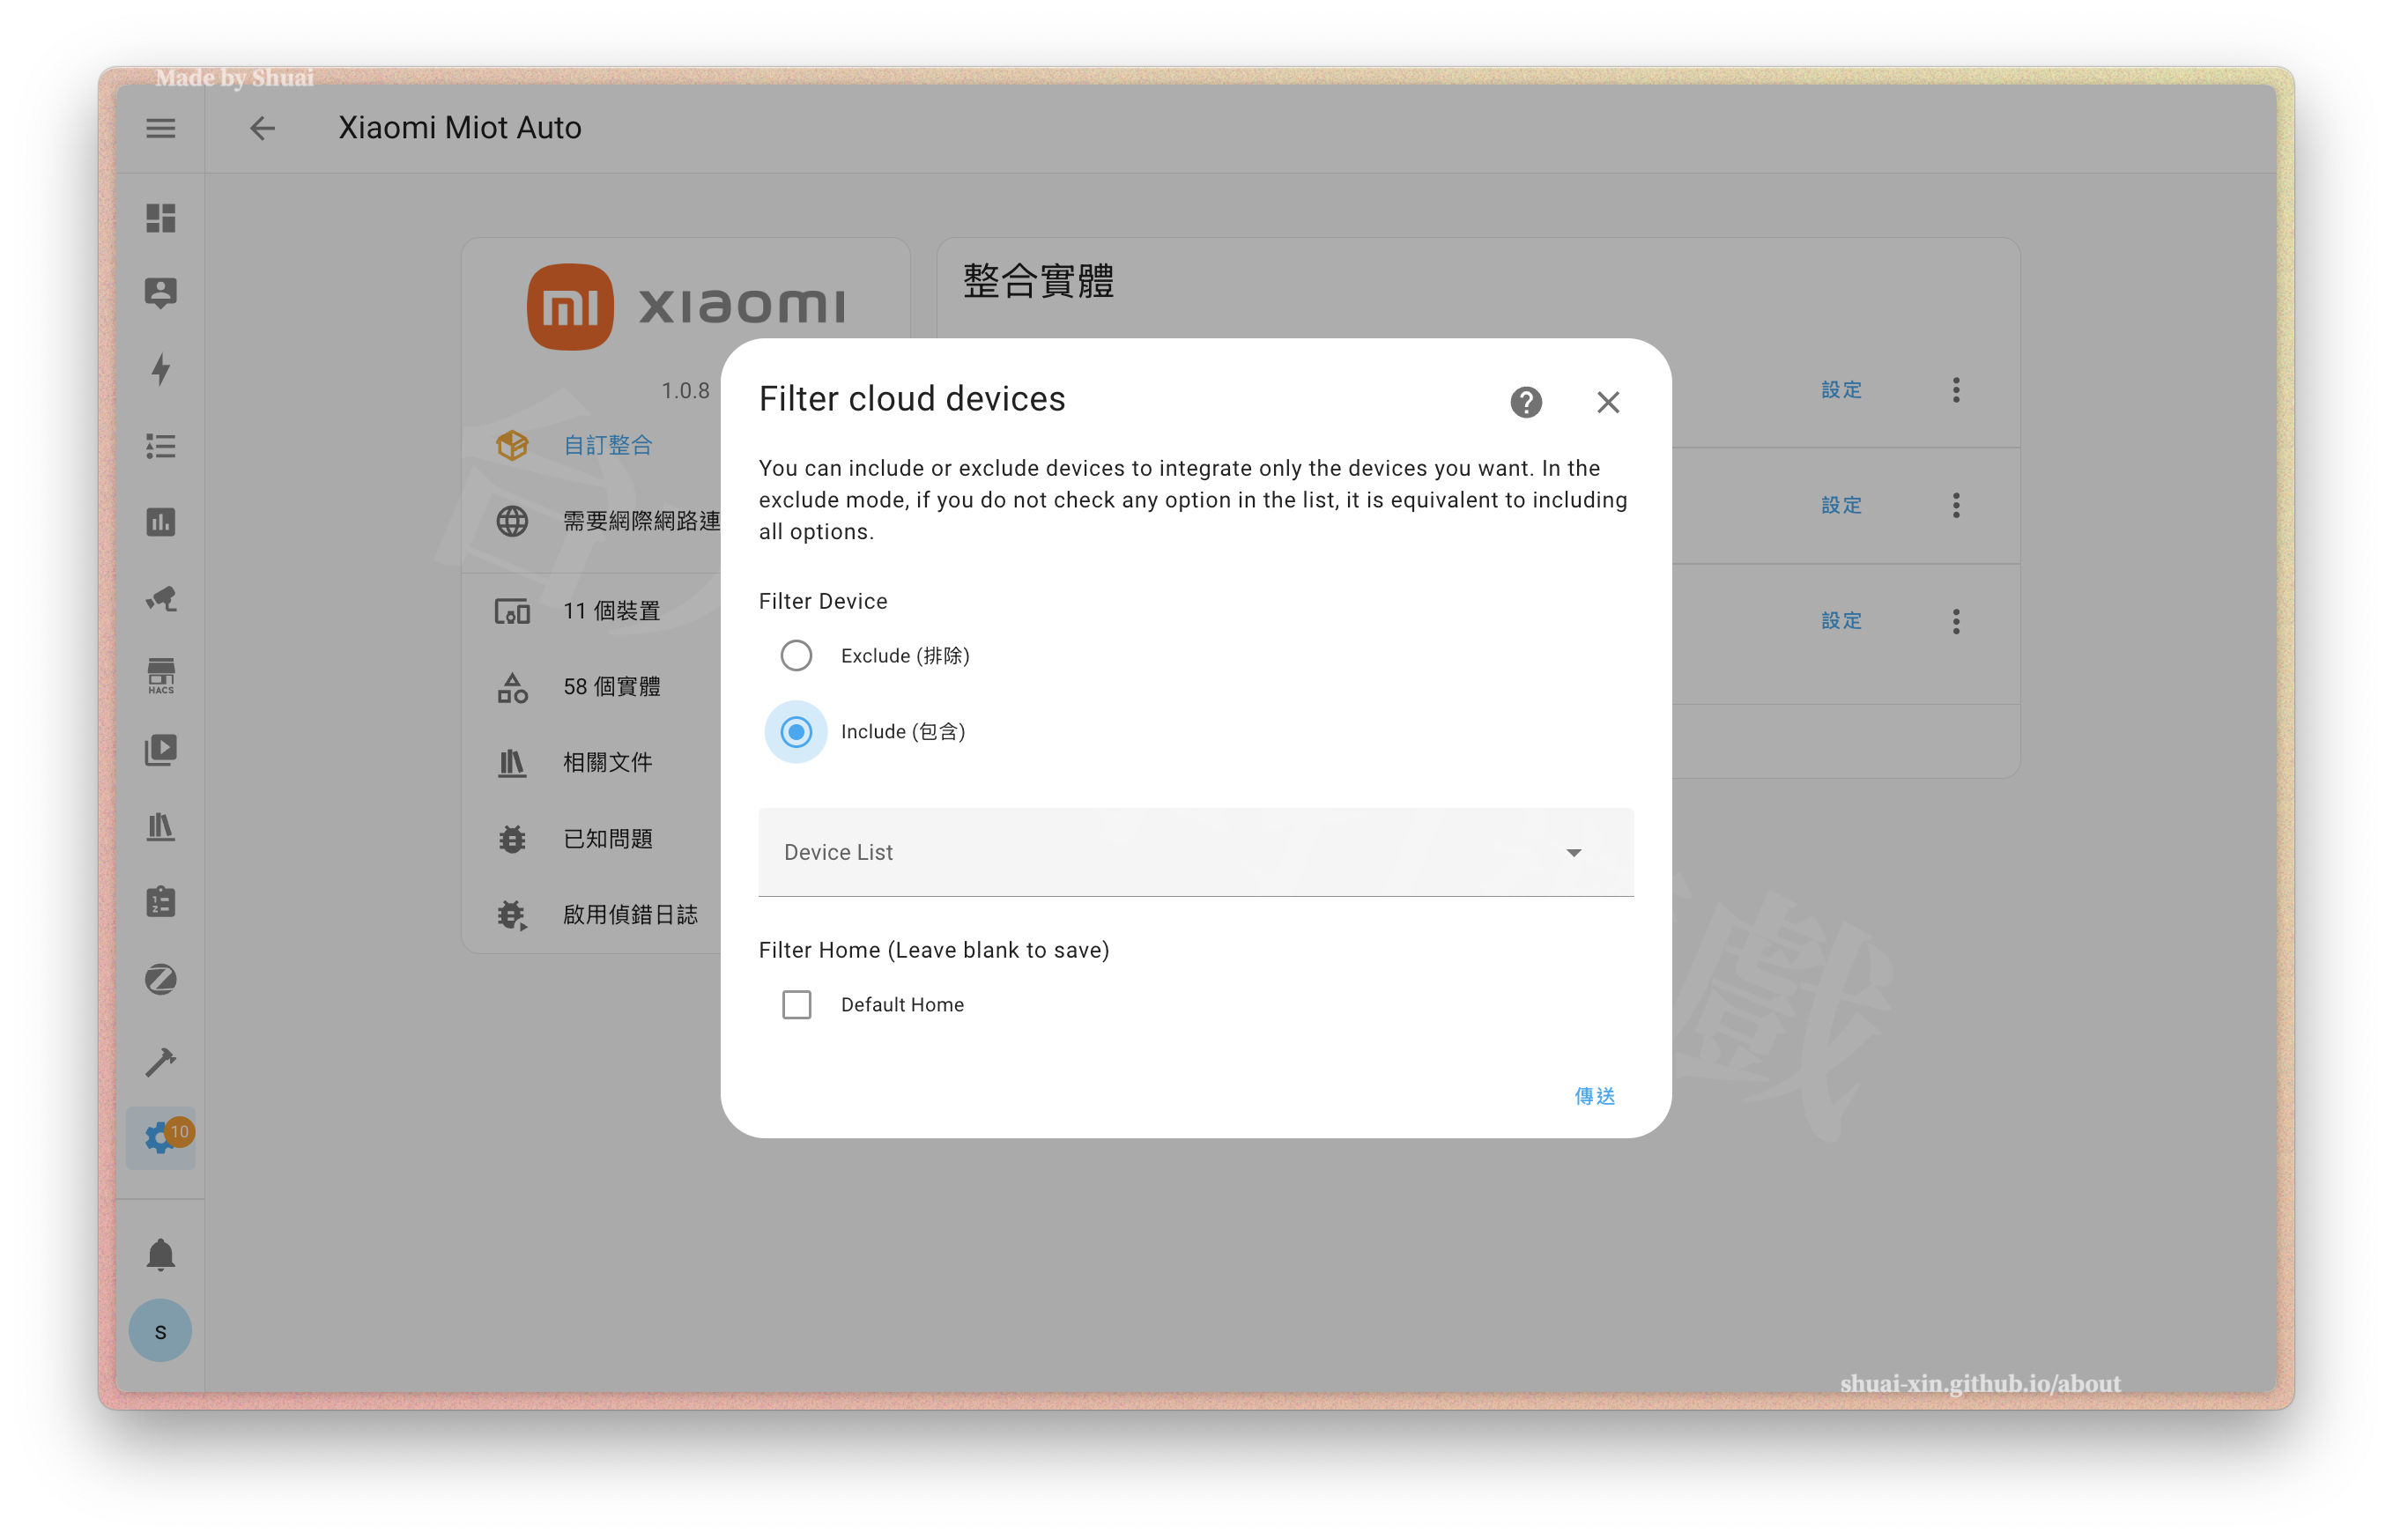 Made by Shuai
Xiaomi Miot Auto
mi xiaomi
1.0.8
自訂整合
需要網際網路連
11 個裝置
58 個實體
相關文件
已知問題
啟用偵錯日誌
整合實體
設定
設定
設定
Filter cloud devices
You can include or exclude devices to integrate only the devices you want. In the
exclude mode, if you do not check any option in the list, it is equivalent to including
all options.
Filter Device
Exclude (排除)
Include (包含)
Device List
Filter Home (Leave blank to save)
Default Home
傳送
HACS
10
s
戲
shuai-xin.github.io/about